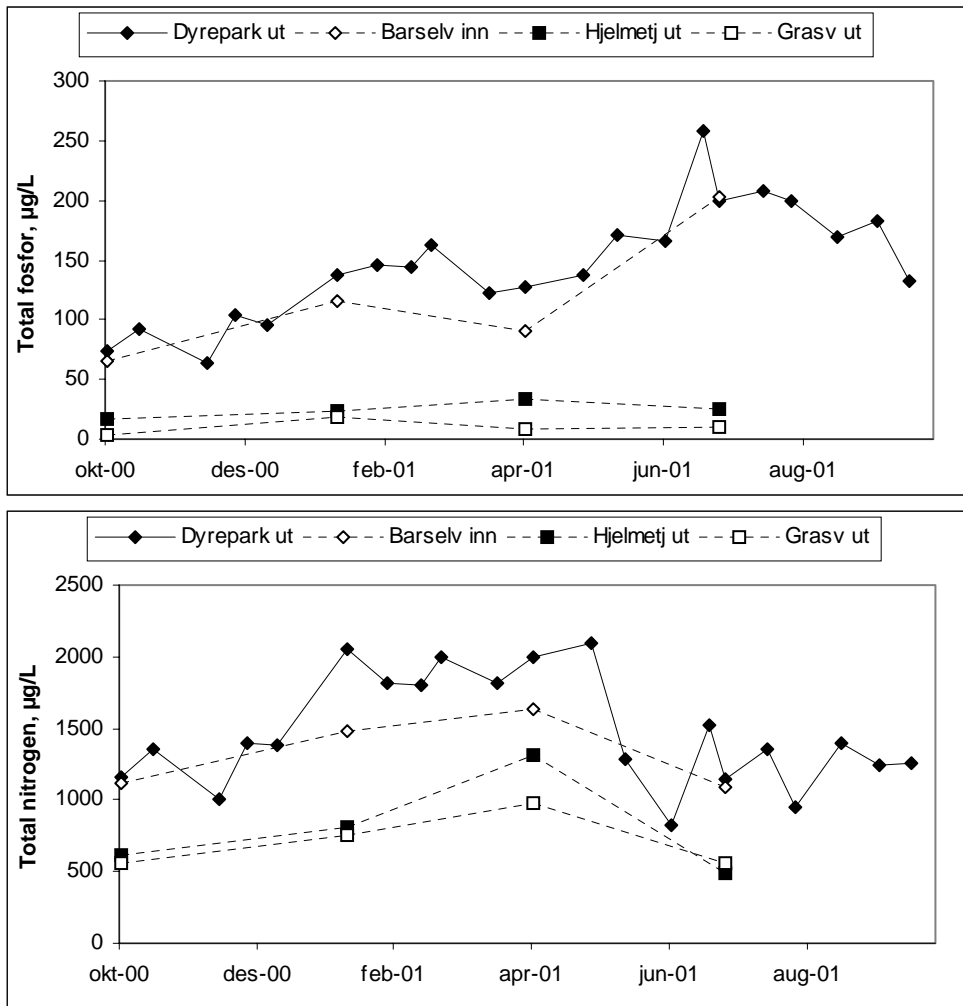 Dyrepark ut Barselv inn Hjelmetj ut Grasv ut
Total fosfor, µg/L
300
250
200
150
100
50
0
okt-00 des-00 feb-01 apr-01 jun-01 aug-01
Dyrepark ut Barselv inn Hjelmetj ut Grasv ut
Total nitrogen, µg/L
2500
2000
1500
1000
500
0
okt-00 des-00 feb-01 apr-01 jun-01 aug-01